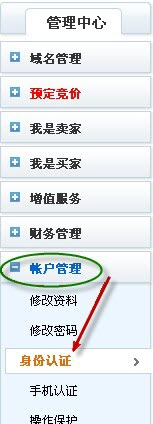 管理中心
域名管理
预定竞价
我是卖家
我是买家
增值服务
财务管理
帐户管理
修改资料
修改密码
身份认证
手机认证
操作保护